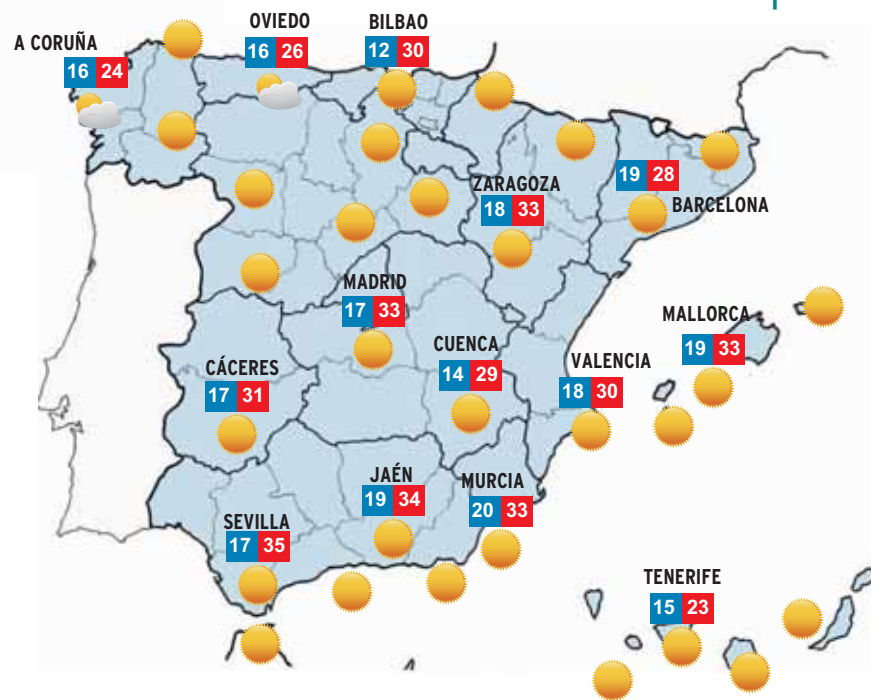 OVIEDO
16 26
BILBAO
12 30
A CORUÑA
16 24
ZARAGOZA
18 33
19 28
BARCELONA
MADRID
17 33
MALLORCA
19 33
CUENCA
14 29
VALENCIA
18 30
CÁCERES
17 31
JAÉN
19 34
MURCIA
20 33
SEVILLA
17 35
TENERIFE
15 23